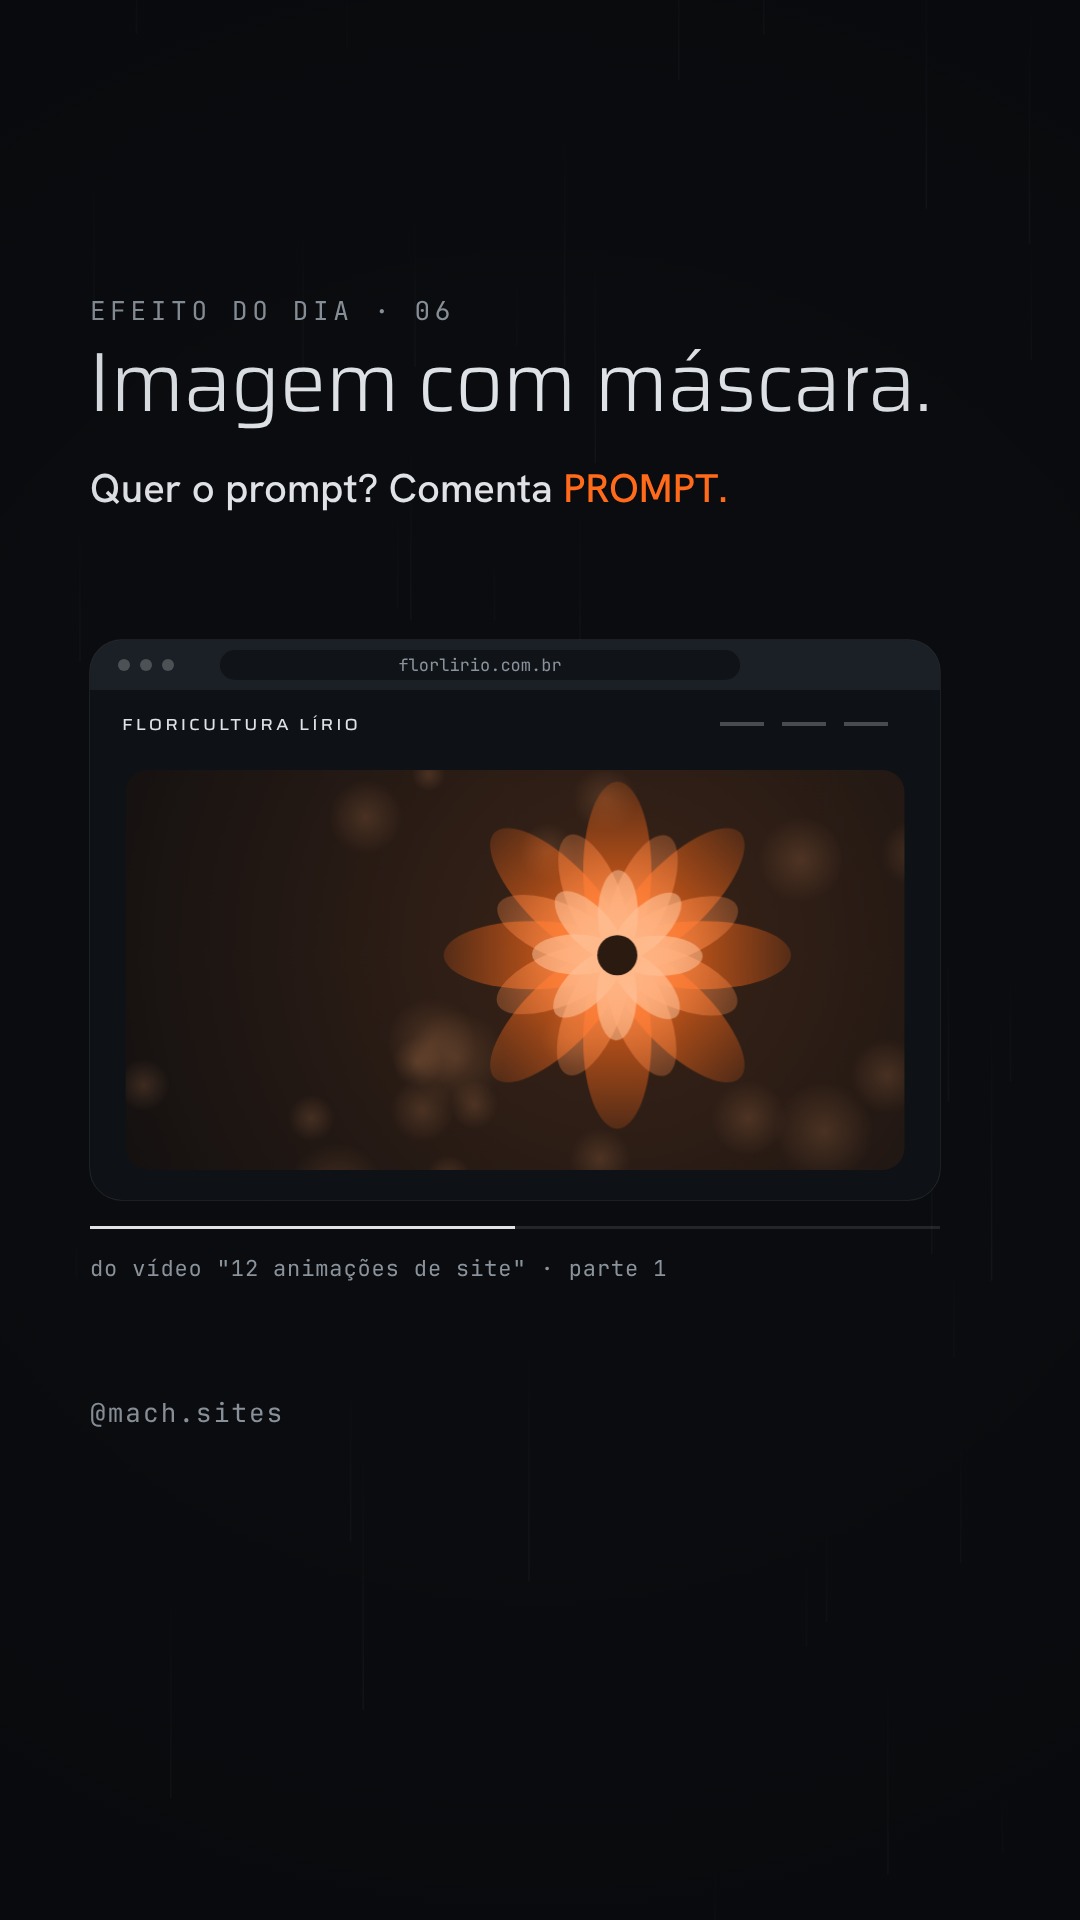 EFEITO DO DIA · 06
Imagem com máscara.
Quer o prompt? Comenta PROMPT.
florlirio.com.br
FLORICULTURA LÍRIO
do vídeo "12 animações de site" · parte 1
@mach.sites